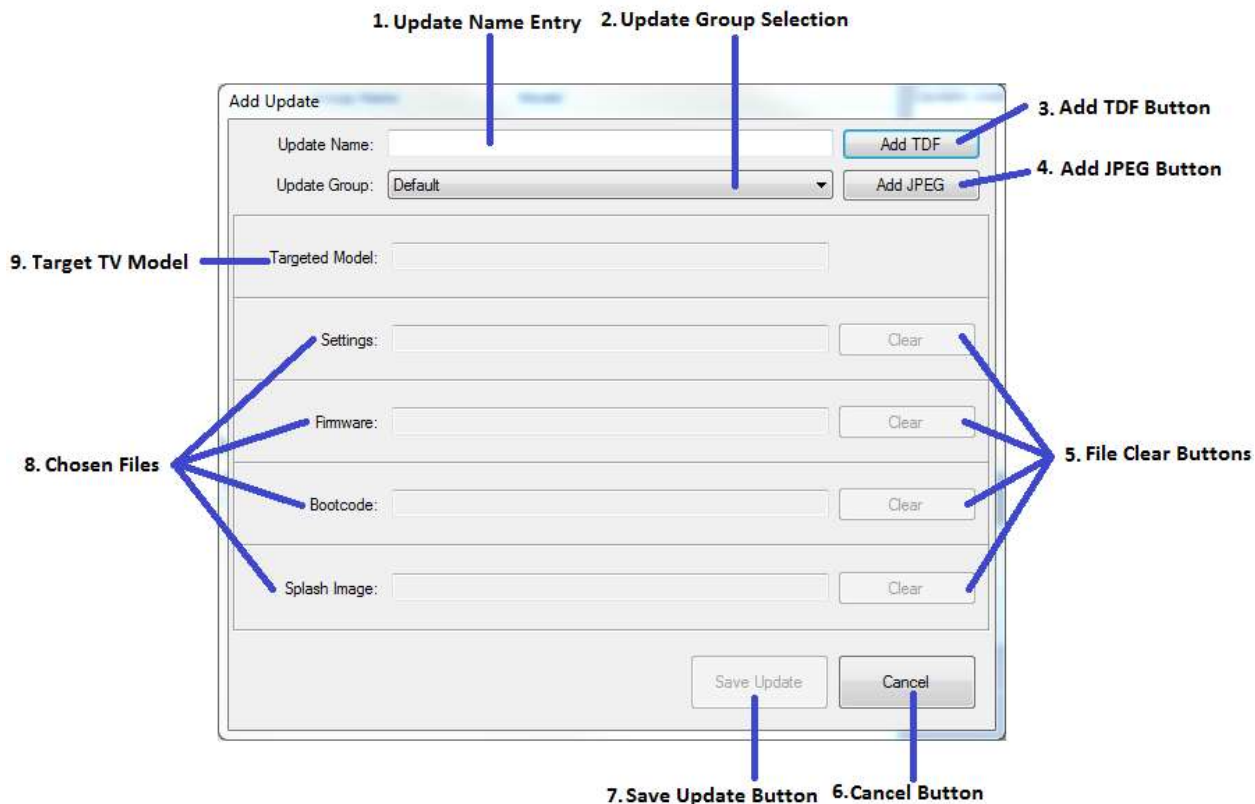 1. Update Name Entry
2. Update Group Selection
Add Update
Update Name:
Add TDF
3. Add TDF Button
Update Group:
Default
Add JPEG
4. Add JPEG Button
9. Target TV Model
Targeted Model:
Settings:
Clear
Firmware:
Clear
8. Chosen Files
5. File Clear Buttons
Bootcode:
Clear
Splash Image:
Clear
Save Update
Cancel
7. Save Update Button
6. Cancel Button